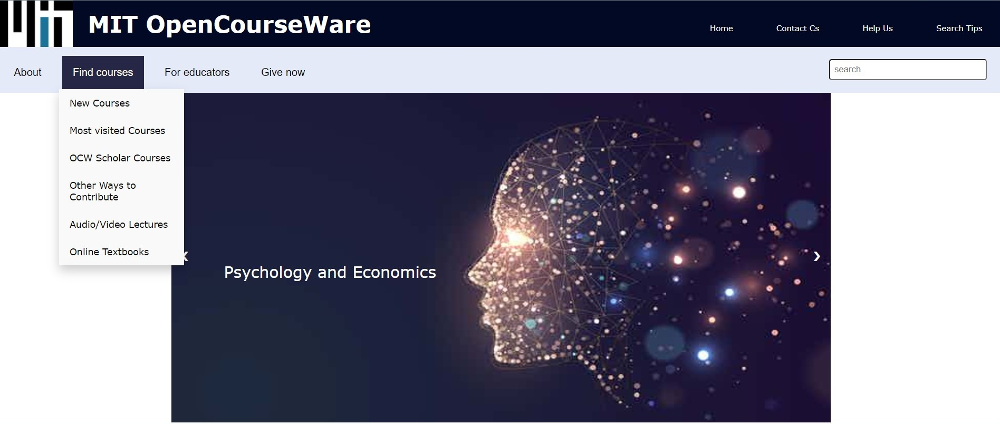 MIT OpenCourseWare
Home
Contact Cs
Help Us
Search Tips
About
Find courses
For educators
Give now
search..
New Courses
Most visited Courses
OCW Scholar Courses
Other Ways to
Contribute
Audio/Video Lectures
Online Textbooks
Psychology and Economics